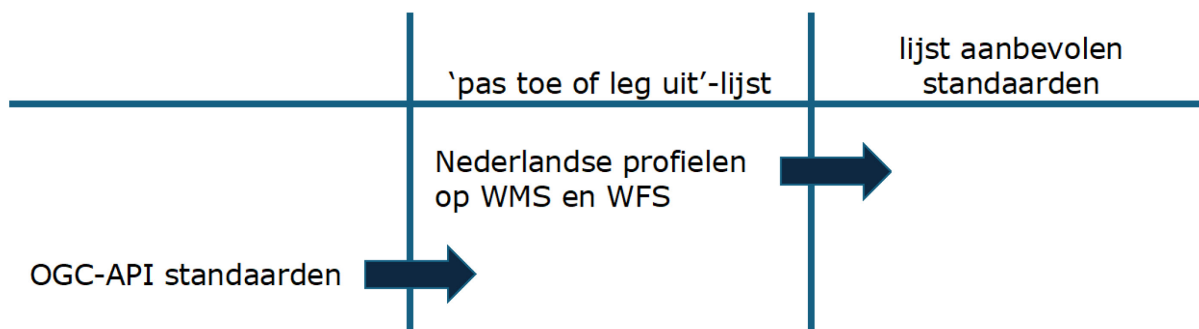 lijst aanbevolen
standaarden
‘pas toe of leg uit’-lijst
Nederlandse profielen
op WMS en WFS
OGC-API standaarden